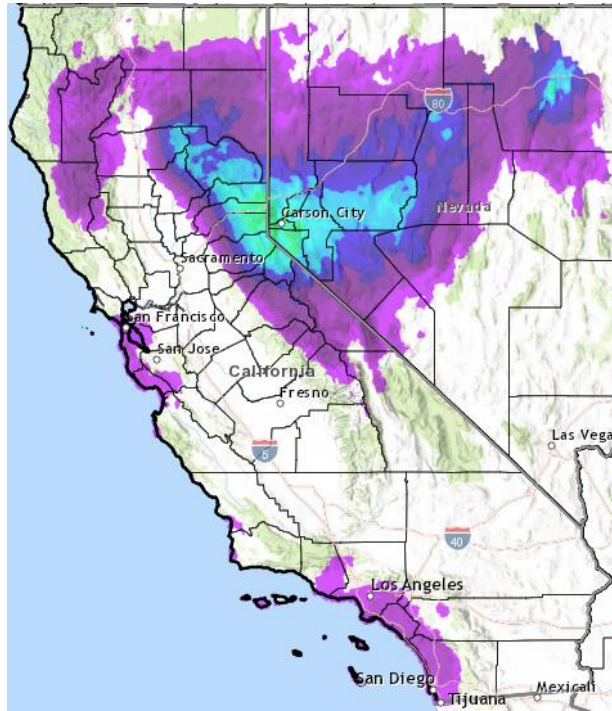 80
Carson City
Nevada
Sacramento
San Francisco
San Jose
California
Fresno
Las Vega
5
40
Los Angeles
San Diego
Tijuana
Mexicali